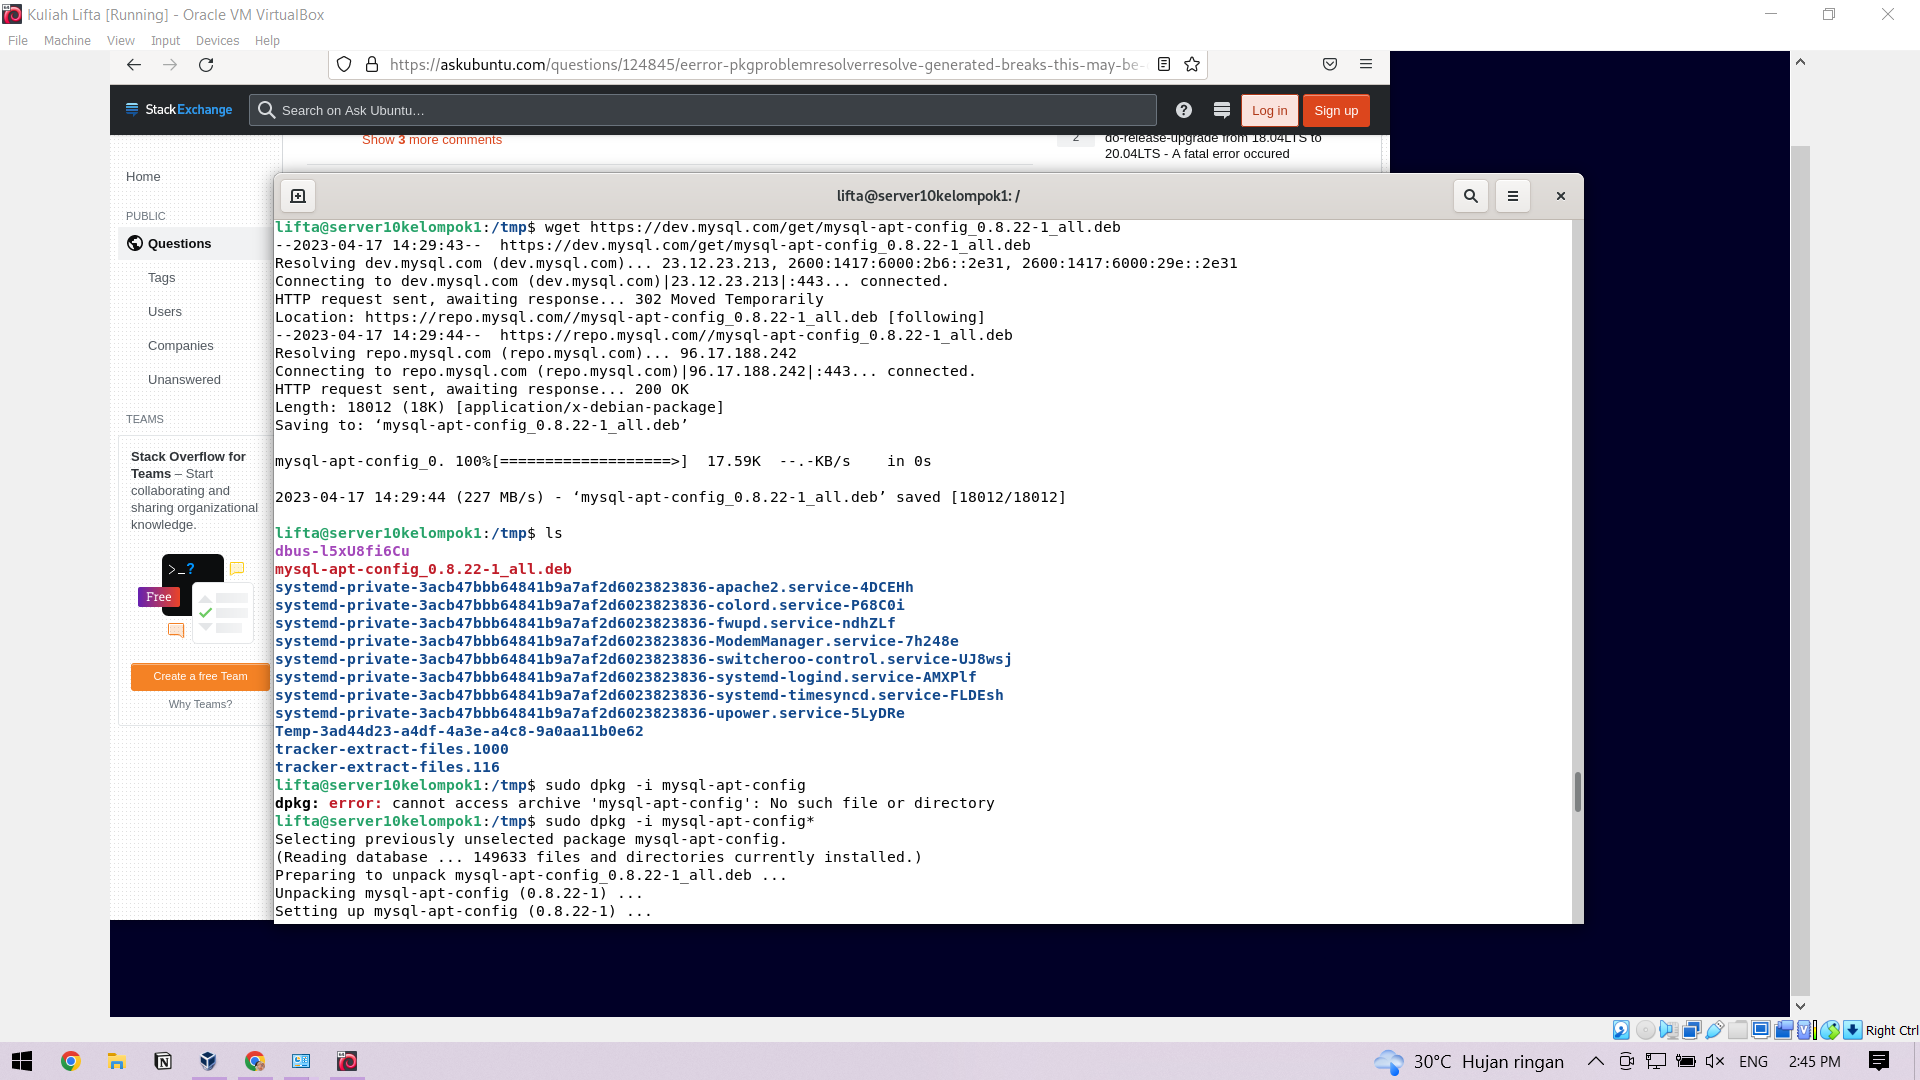 Kuliah Lifta [Running] - Oracle VM VirtualBox
File Machine View Input Devices Help
https://askubuntu.com/questions/124845/eerror-pkgproblemresolverresolve-generated-breaks-this-may-be-
StackExchange
Search on Ask Ubuntu…
Log in
Sign up
Show 3 more comments
2
do-release-upgrade from 18.04LTS to
20.04LTS - A fatal error occured
Home
PUBLIC
Questions
Tags
Users
Companies
Unanswered
TEAMS
Stack Overflow for
Teams – Start
collaborating and
sharing organizational
knowledge.
>_?
Free
Create a free Team
Why Teams?
lifta@server10kelompok1: /
lifta@server10kelompok1:/tmp$ wget https://dev.mysql.com/get/mysql-apt-config_0.8.22-1_all.deb
--2023-04-17 14:29:43--  https://dev.mysql.com/get/mysql-apt-config_0.8.22-1_all.deb
Resolving dev.mysql.com (dev.mysql.com)... 23.12.23.213, 2600:1417:6000:2b6::2e31, 2600:1417:6000:29e::2e31
Connecting to dev.mysql.com (dev.mysql.com)|23.12.23.213|:443... connected.
HTTP request sent, awaiting response... 302 Moved Temporarily
Location: https://repo.mysql.com//mysql-apt-config_0.8.22-1_all.deb [following]
--2023-04-17 14:29:44--  https://repo.mysql.com//mysql-apt-config_0.8.22-1_all.deb
Resolving repo.mysql.com (repo.mysql.com)... 96.17.188.242
Connecting to repo.mysql.com (repo.mysql.com)|96.17.188.242|:443... connected.
HTTP request sent, awaiting response... 200 OK
Length: 18012 (18K) [application/x-debian-package]
Saving to: ‘mysql-apt-config_0.8.22-1_all.deb’
mysql-apt-config_0. 100%[===================>]  17.59K  --.-KB/s    in 0s
2023-04-17 14:29:44 (227 MB/s) - ‘mysql-apt-config_0.8.22-1_all.deb’ saved [18012/18012]
lifta@server10kelompok1:/tmp$ ls
dbus-l5xU8fi6Cu
mysql-apt-config_0.8.22-1_all.deb
systemd-private-3acb47bbb64841b9a7af2d6023823836-apache2.service-4DCEHh
systemd-private-3acb47bbb64841b9a7af2d6023823836-colord.service-P68C0i
systemd-private-3acb47bbb64841b9a7af2d6023823836-fwupd.service-ndhZLf
systemd-private-3acb47bbb64841b9a7af2d6023823836-ModemManager.service-7h248e
systemd-private-3acb47bbb64841b9a7af2d6023823836-switcheroo-control.service-UJ8wsj
systemd-private-3acb47bbb64841b9a7af2d6023823836-systemd-logind.service-AMXPlf
systemd-private-3acb47bbb64841b9a7af2d6023823836-systemd-timesyncd.service-FLDEsh
systemd-private-3acb47bbb64841b9a7af2d6023823836-upower.service-5LyDRe
Temp-3ad44d23-a4df-4a3e-a4c8-9a0aa11b0e62
tracker-extract-files.1000
tracker-extract-files.116
lifta@server10kelompok1:/tmp$ sudo dpkg -i mysql-apt-config
dpkg: error: cannot access archive 'mysql-apt-config': No such file or directory
lifta@server10kelompok1:/tmp$ sudo dpkg -i mysql-apt-config*
Selecting previously unselected package mysql-apt-config.
(Reading database ... 149633 files and directories currently installed.)
Preparing to unpack mysql-apt-config_0.8.22-1_all.deb ...
Unpacking mysql-apt-config (0.8.22-1) ...
Setting up mysql-apt-config (0.8.22-1) ...
Right Ctrl
30°C Hujan ringan
ENG
2:45 PM